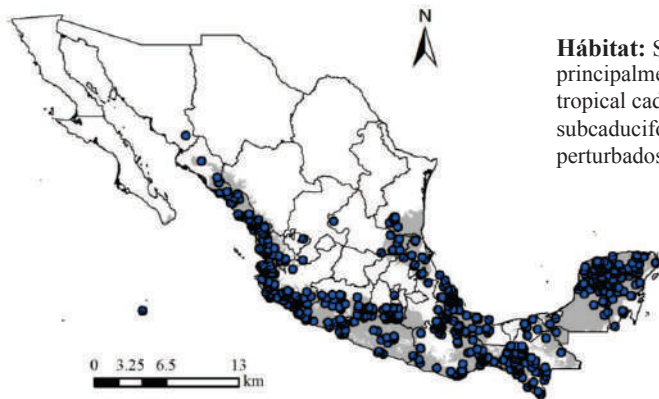 N
Hábitat: S
principalme
tropical cad
subcaducifo
perturbados
0 3.25 6.5 13
km